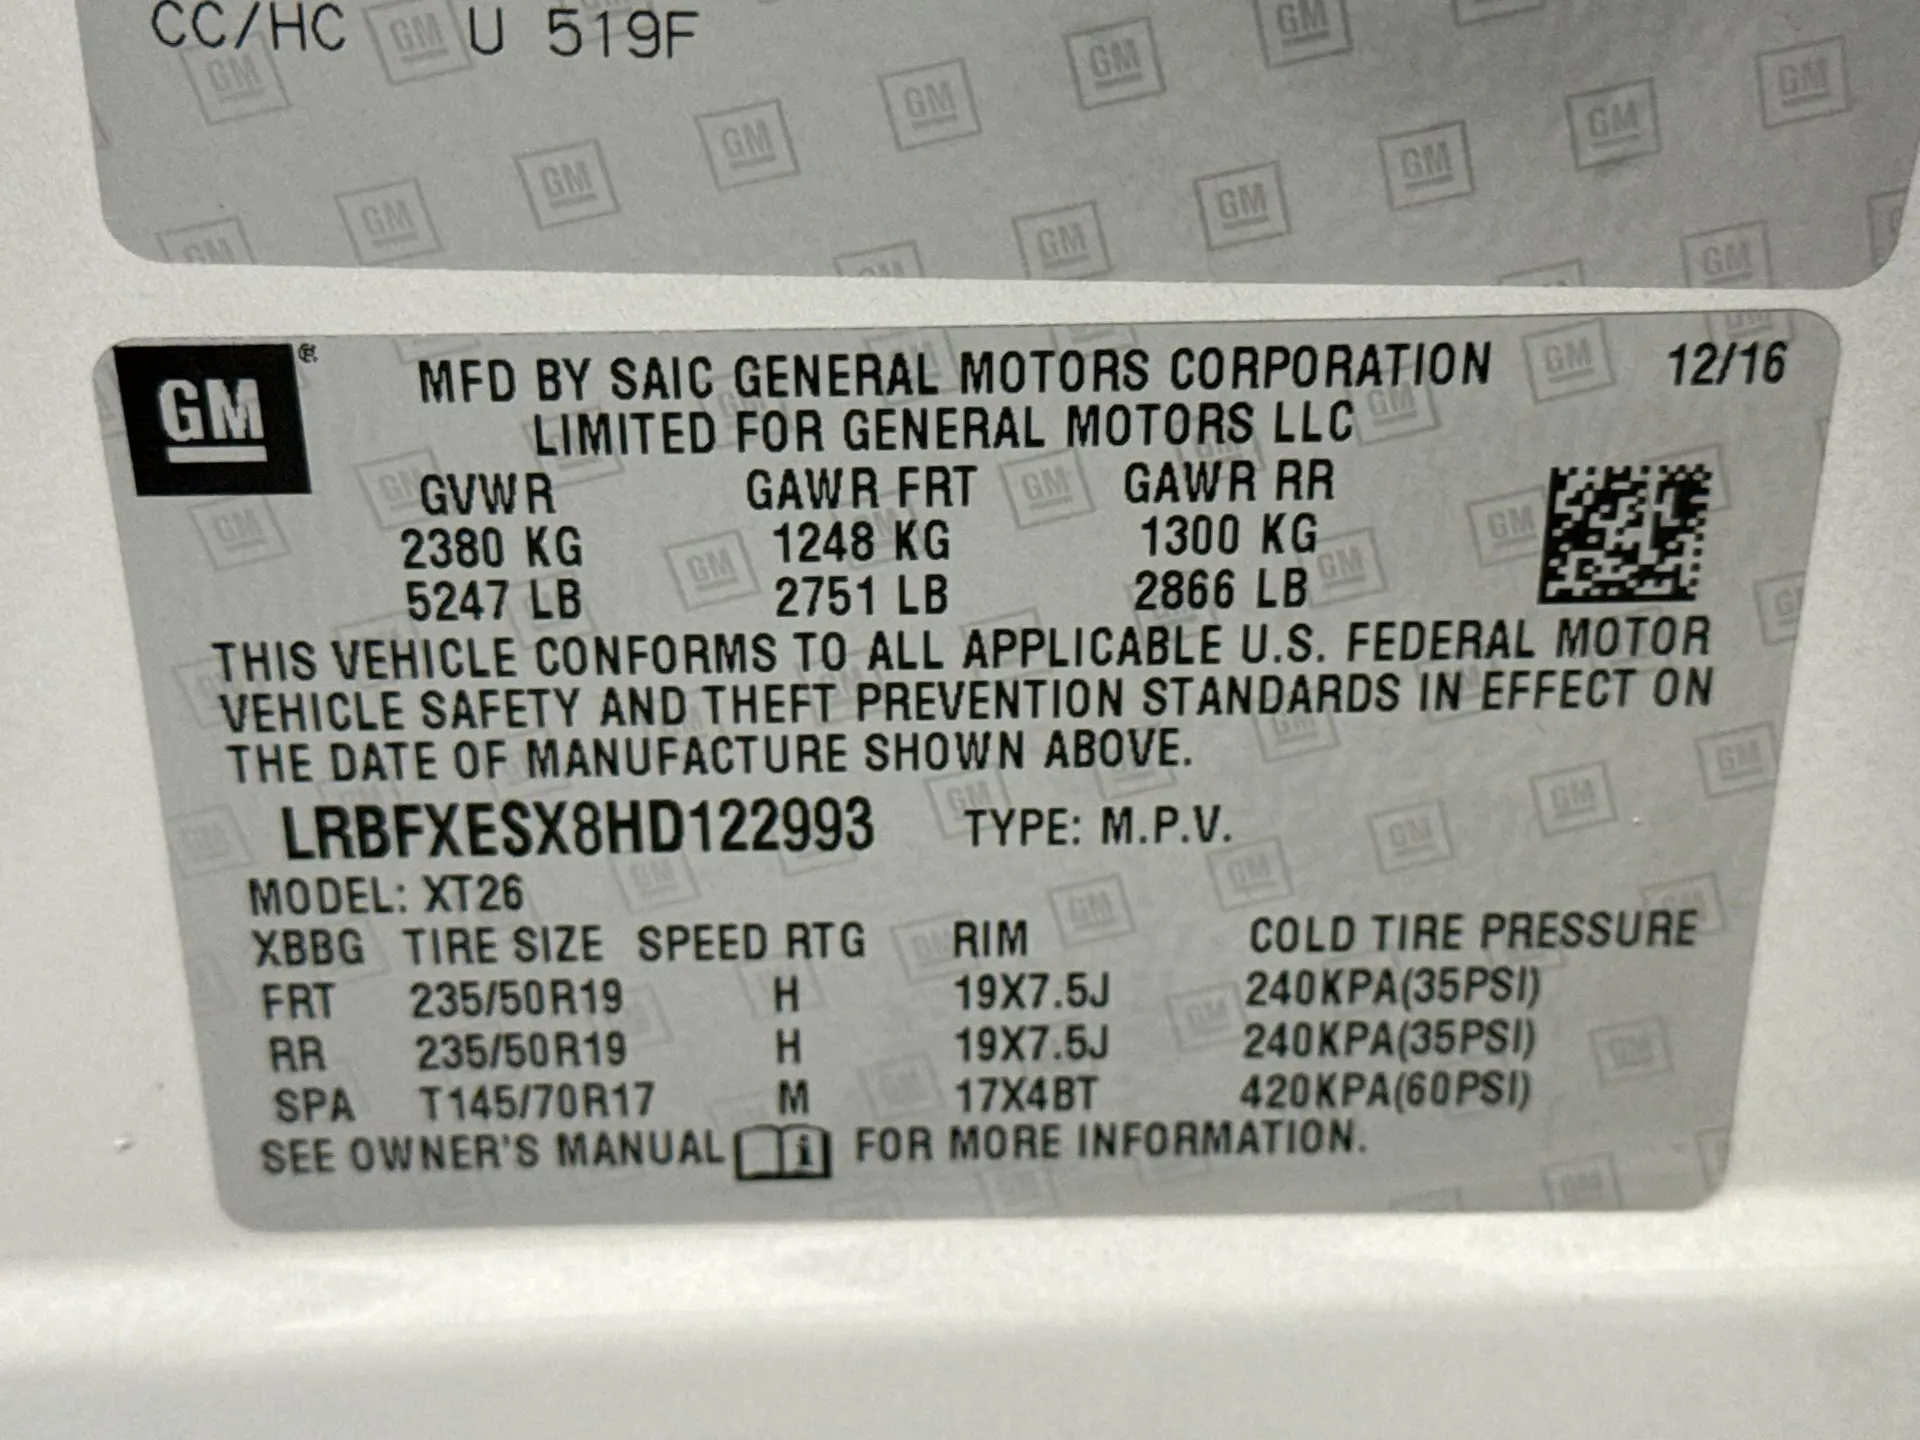 CC/HC U 519F
GM ® MFD BY SAIC GENERAL MOTORS CORPORATION 12/16
LIMITED FOR GENERAL MOTORS LLC
GVWR GAWR FRT GAWR RR
2380 KG 1248 KG 1300 KG
5247 LB 2751 LB 2866 LB
THIS VEHICLE CONFORMS TO ALL APPLICABLE U.S. FEDERAL MOTOR
VEHICLE SAFETY AND THEFT PREVENTION STANDARDS IN EFFECT ON
THE DATE OF MANUFACTURE SHOWN ABOVE.
LRBFXESX8HD122993 TYPE: M.P.V.
MODEL: XT26
XBBG TIRE SIZE SPEED RTG RIM COLD TIRE PRESSURE
FRT 235/50R19 H 19X7.5J 240KPA(35PSI)
RR 235/50R19 H 19X7.5J 240KPA(35PSI)
SPA T145/70R17 M 17X4BT 420KPA(60PSI)
SEE OWNER'S MANUAL i FOR MORE INFORMATION.